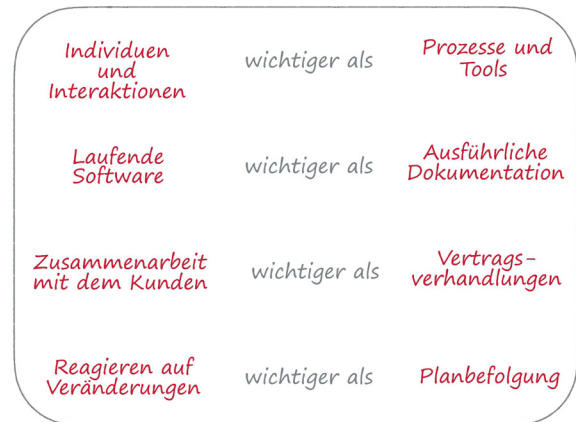 Individuen
und
Interaktionen
wichtiger als
Prozesse und
Tools
Laufende
Software
wichtiger als
Ausführliche
Dokumentation
Zusammenarbeit
mit dem Kunden
wichtiger als
Vertrags-
verhandlungen
Reagieren auf
Veränderungen
wichtiger als
Planbefolgung